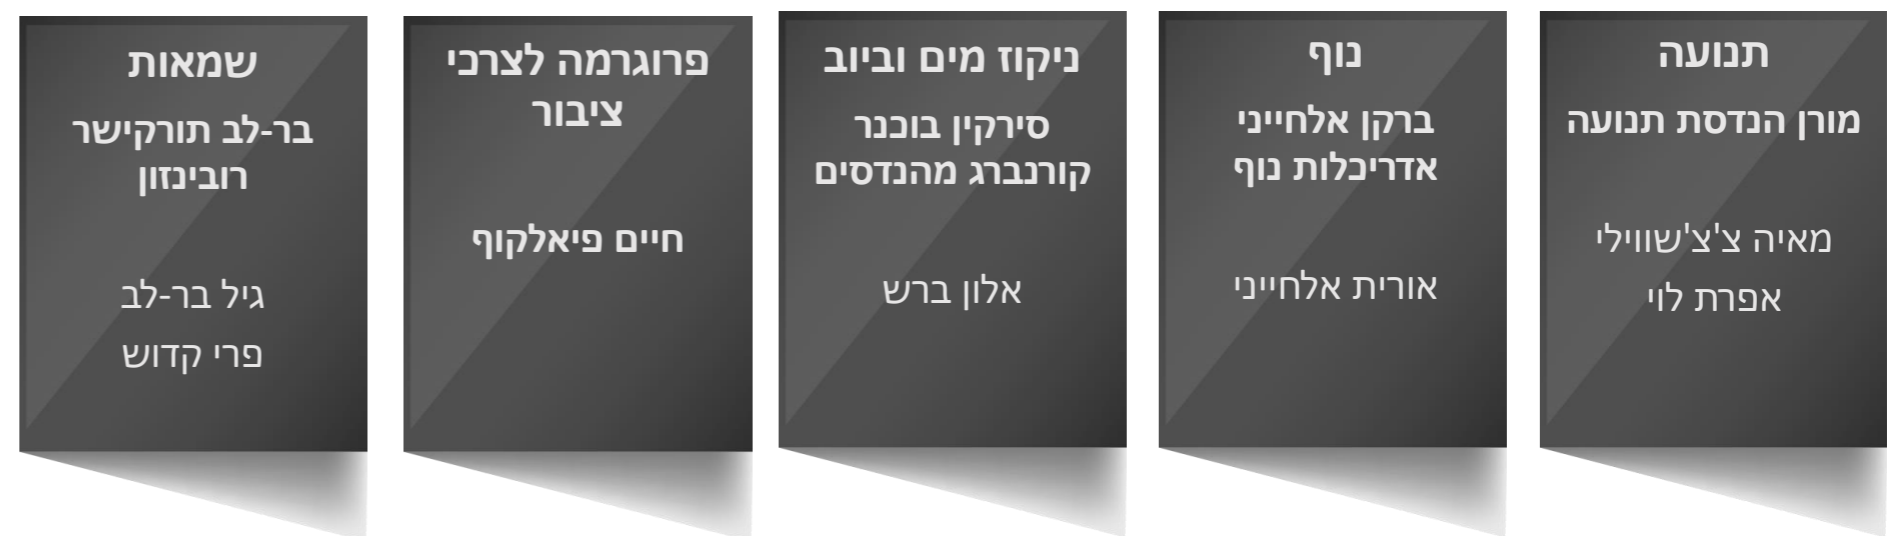 תנועה
מורן הנדסת תנועה
מאיה צ'צ'שווילי
אפרת לוי
נוף
ברקן אלחייני
אדריכלות נוף
אורית אלחייני
ניקוז מים וביוב
סירקין בוכנר
קורנברג מהנדסים
אלון ברש
פרוגרמה לצרכי
ציבור
חיים פיאלקוף
שמאות
בר-לב תורקישר
רובינזון
גיל בר-לב
פרי קדוש